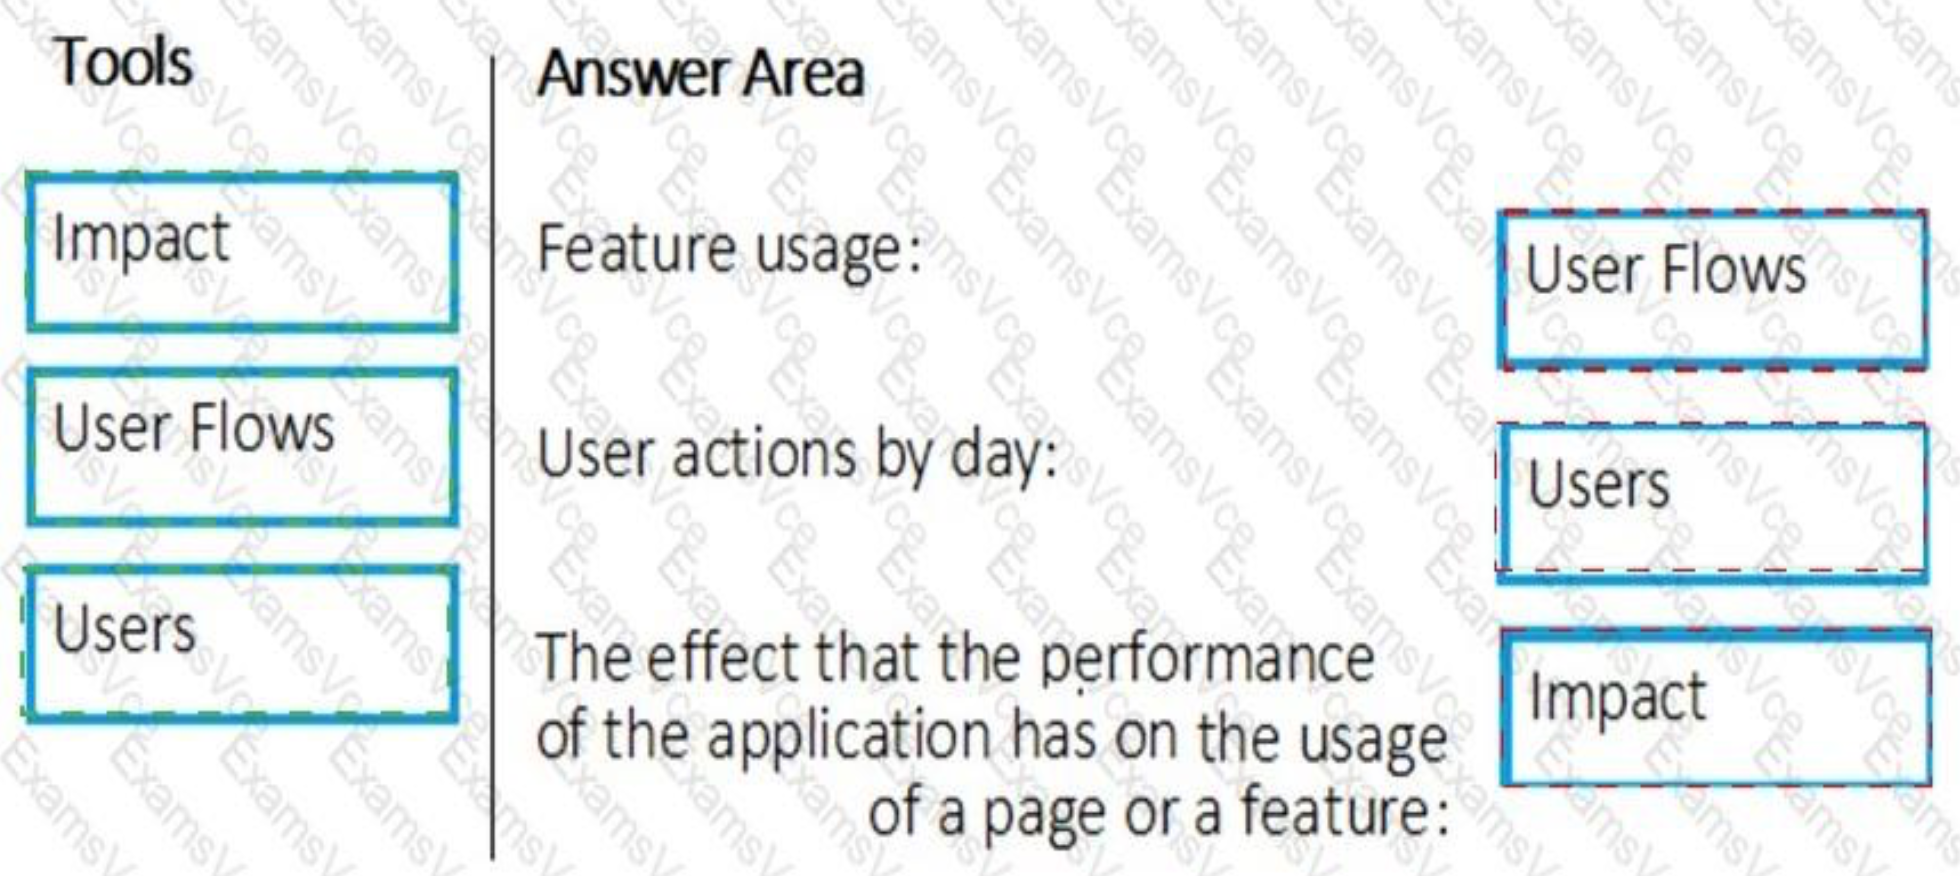 Tools
Impact
User Flows
Users
Answer Area
Feature usage:
User Flows
User actions by day:
Users
The effect that the performance
of the application has on the usage
of a page or a feature:
Impact
ExamsVce